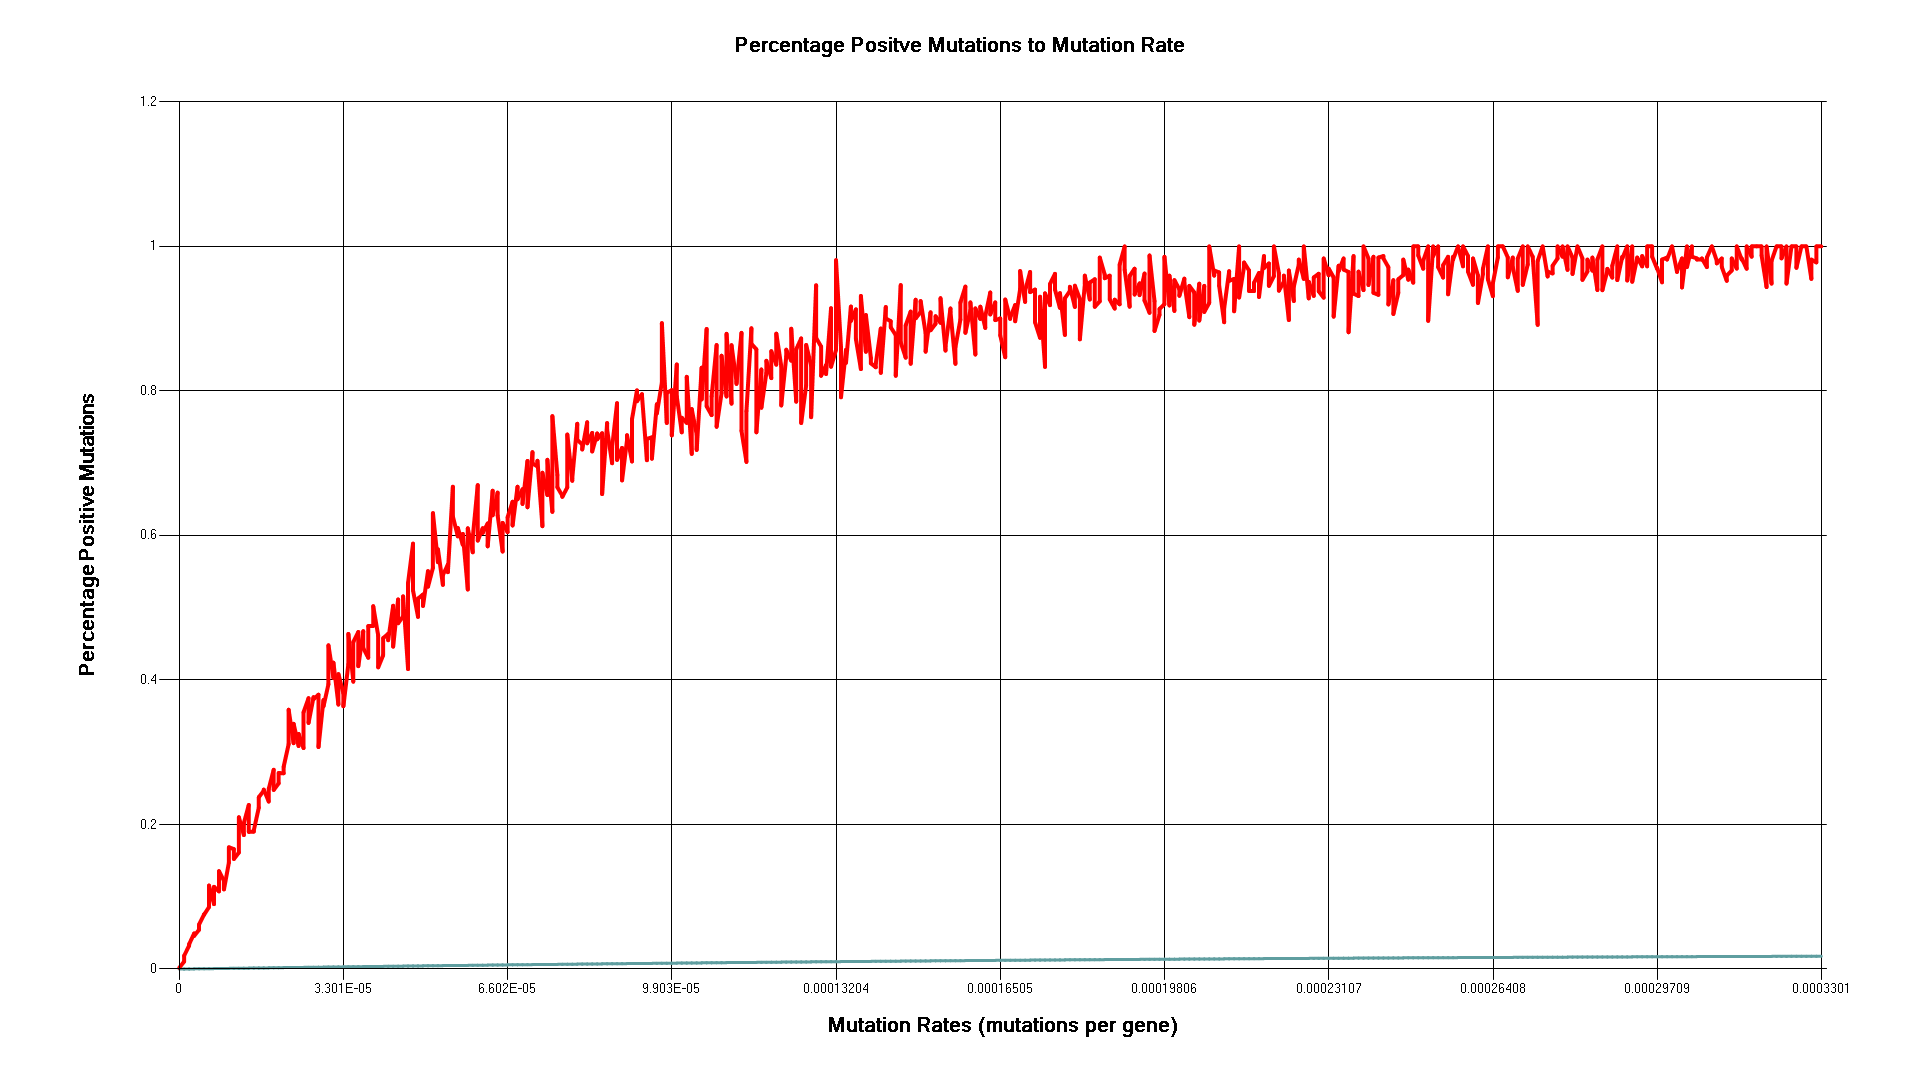 Percentage Positve Mutations to Mutation Rate
1.2
1
0.8
0.6
0.4
0.2
0
Percentage Positive Mutations
0 3.301E-05 6.602E-05 9.903E-05 0.00013204 0.00016505 0.00019806 0.00023107 0.00026408 0.00029709 0.0003301
Mutation Rates (mutations per gene)